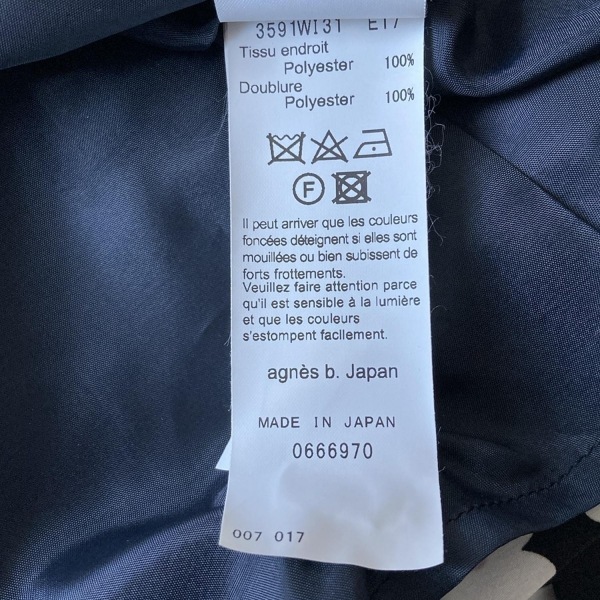 3591WI31 E17
Tissu endroit
Polyester 100%
Doublure
Polyester 100%
F
Il peut arriver que les couleurs
foncées déteignent si elles sont
mouillées ou bien subissent de
forts frottements.
Veuillez faire attention parce
qu'il est sensible à la lumière
et que les couleurs
s'estompent facilement.
agnès b. Japan
MADE IN JAPAN
0666970
007 017